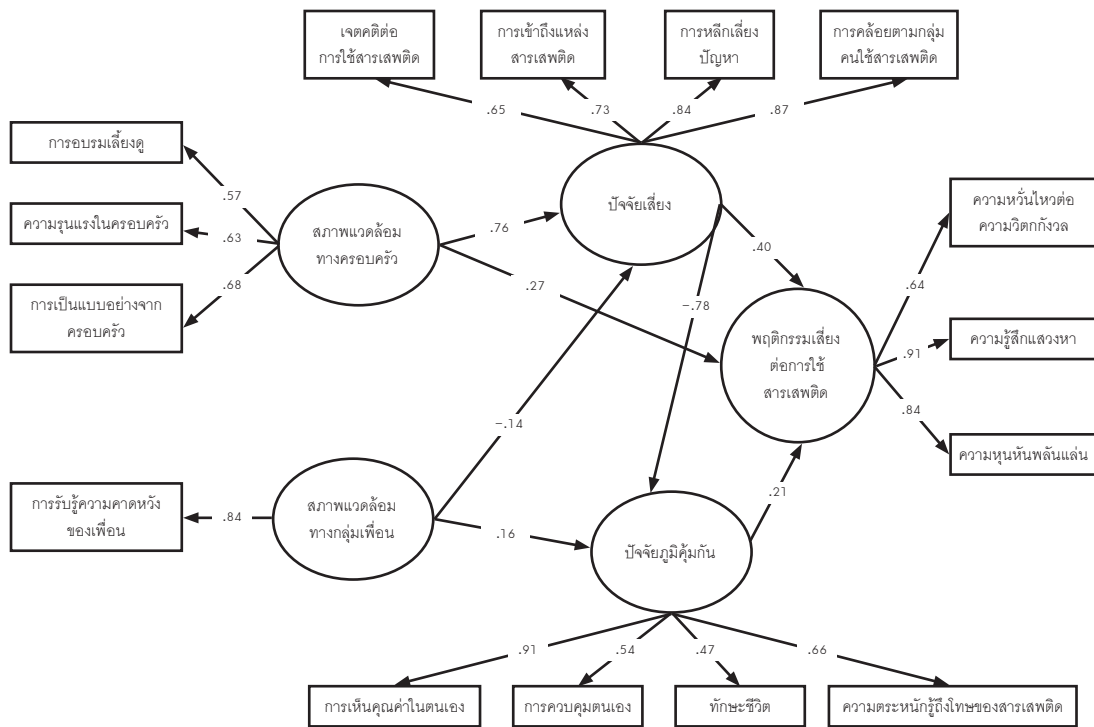 เจตคติต่อ
การใช้สารเสพติด
การเข้าถึงแหล่ง
สารเสพติด
การหลีกเลี่ยง
ปัญหา
การคล้อยตามกลุ่ม
คนใช้สารเสพติด
.65
.73
.84
.87
การอบรมเลี้ยงดู
ความรุนแรงในครอบครัว
การเป็นแบบอย่างจาก
ครอบครัว
.57
.63
.68
สภาพแวดล้อม
ทางครอบครัว
.76
.27
ปัจจัยเสี่ยง
.40
-.78
ความหวั่นไหวต่อ
ความวิตกกังวล
.64
พฤติกรรมเสี่ยง
ต่อการใช้
สารเสพติด
.91
ความรู้สึกแสวงหา
.84
ความหุนหันพลันแล่น
-.14
การรับรู้ความคาดหวัง
ของเพื่อน
.84
สภาพแวดล้อม
ทางกลุ่มเพื่อน
.16
.21
ปัจจัยภูมิคุ้มกัน
.91
.54
.47
.66
การเห็นคุณค่าในตนเอง
การควบคุมตนเอง
ทักษะชีวิต
ความตระหนักรู้ถึงโทษของสารเสพติด